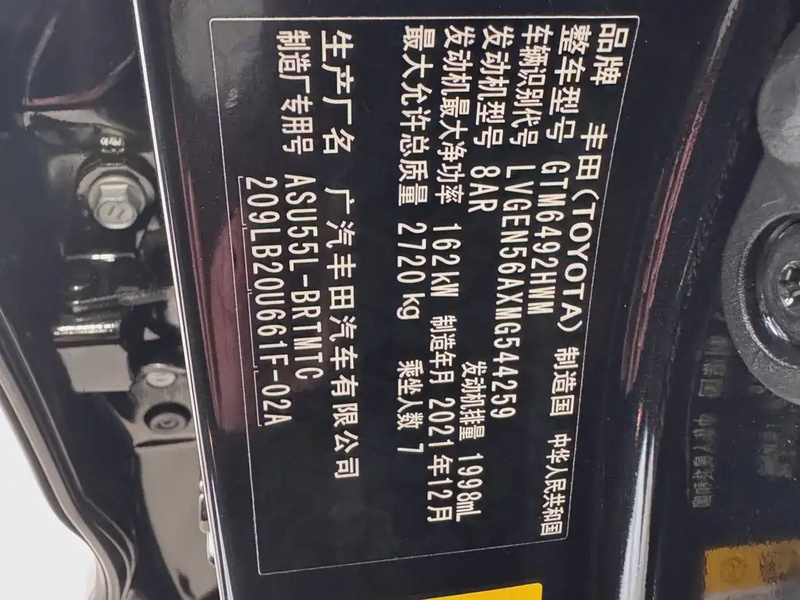 品牌 丰田(TOYOTA) 制造国 中华人民共和国
整车型号 GTM6492HWM
车辆识别代号 LVGEN56AXMG544259
发动机型号 8AR 发动机排量 1998mL
发动机最大净功率 162kW 制造年月 2021年12月
最大允许总质量 2720kg 乘坐人数 7
生产厂名 广汽丰田汽车有限公司
制造厂专用号 ASU55L-BRTMTC
209LB20U661F-02A